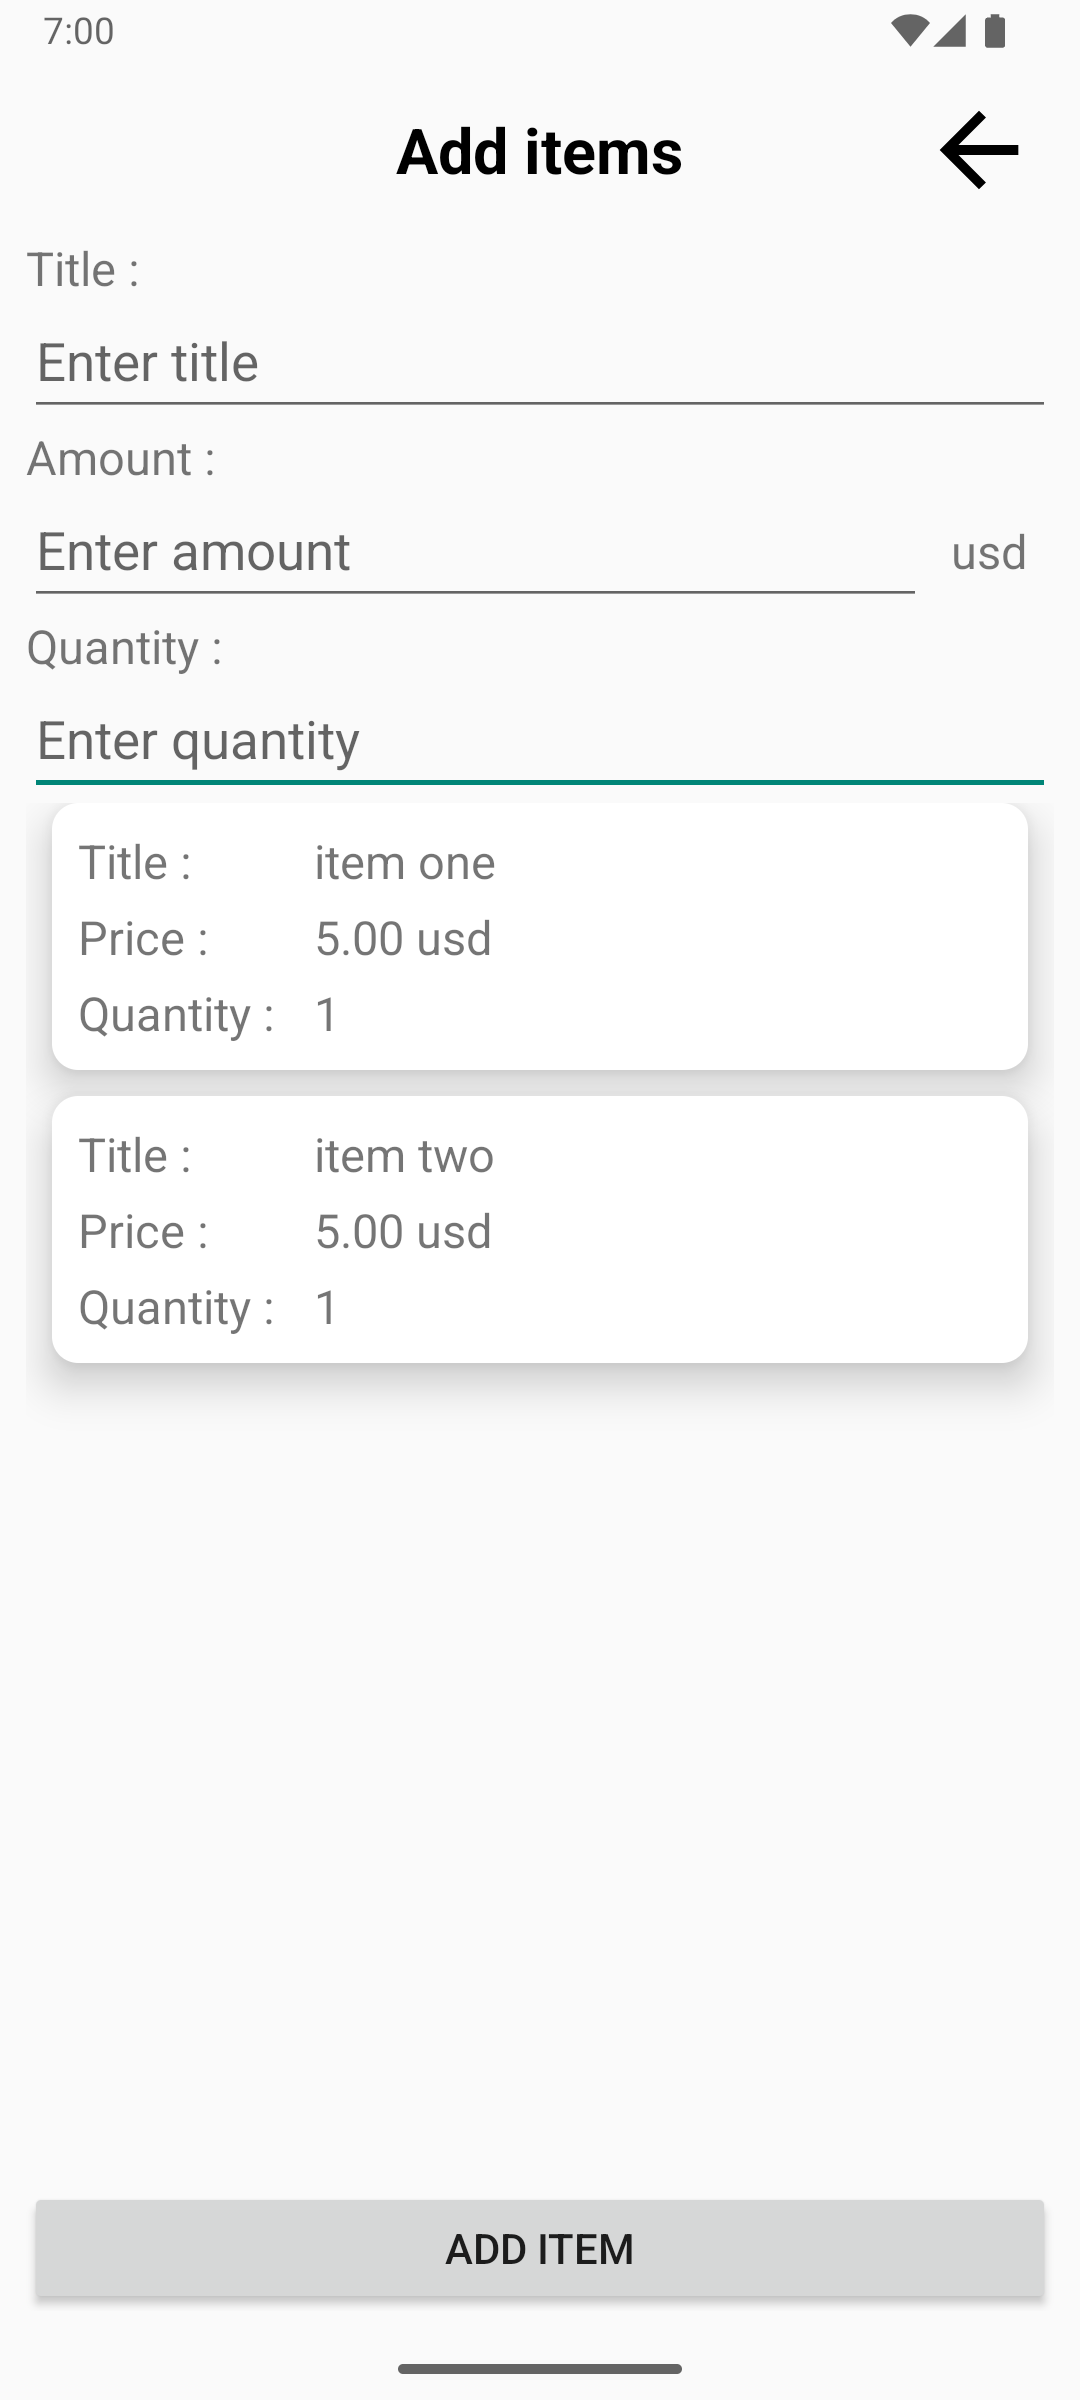 7:00
Add items
Title :
Enter title
Amount :
Enter amount usd
Quantity :
Enter quantity
Title : item one
Price : 5.00 usd
Quantity : 1
Title : item two
Price : 5.00 usd
Quantity : 1
ADD ITEM